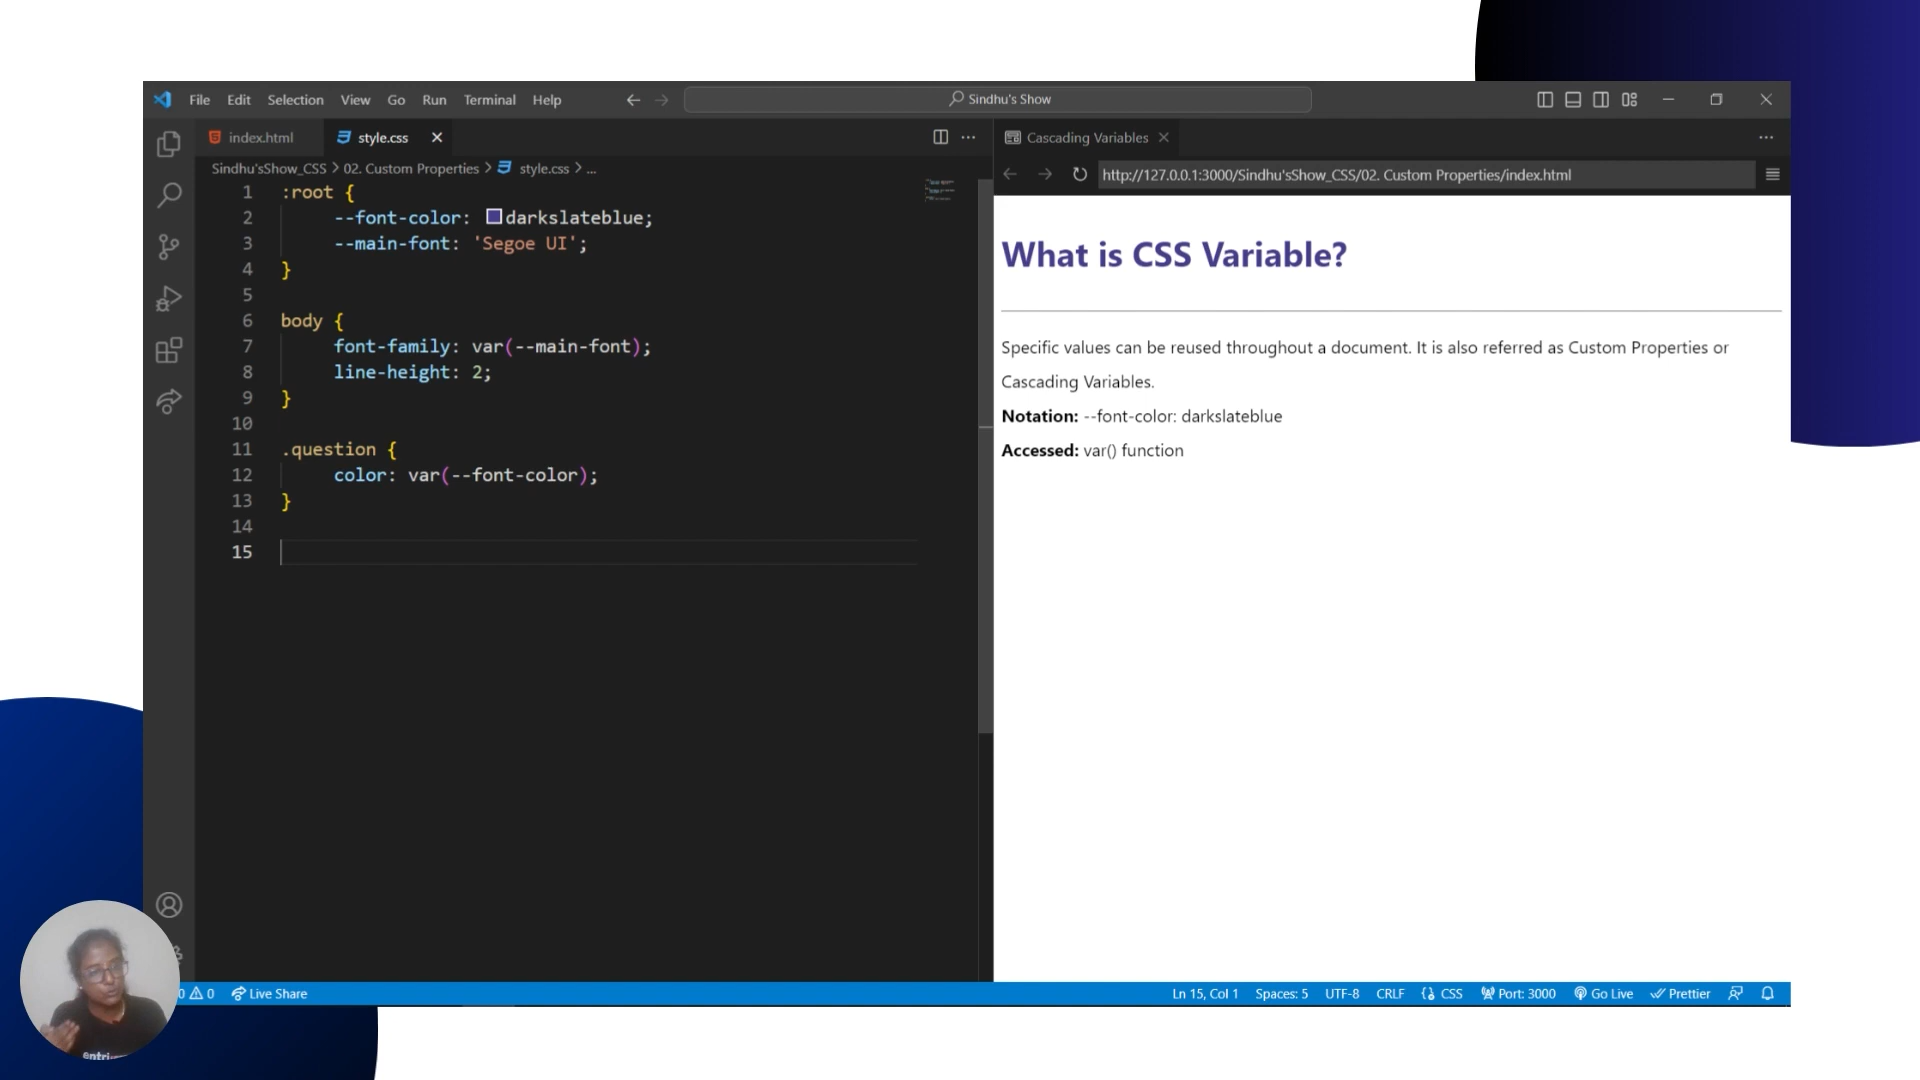 File Edit Selection View Go Run Terminal Help
Sindhu's Show
index.html
style.css
Cascading Variables
Sindhu'sShow_CSS > 02. Custom Properties > style.css > ...
http://127.0.0.1:3000/Sindhu'sShow_CSS/02. Custom Properties/index.html
1 :root {
2 --font-color: darkslateblue;
3 --main-font: 'Segoe UI';
4 }
5
6 body {
7 font-family: var(--main-font);
8 line-height: 2;
9 }
10
11 .question {
12 color: var(--font-color);
13 }
14
15
What is CSS Variable?
Specific values can be reused throughout a document. It is also referred as Custom Properties or
Cascading Variables.
Notation: --font-color: darkslateblue
Accessed: var() function
0 0 Live Share
Ln 15, Col 1 Spaces: 5 UTF-8 CRLF CSS Port: 3000 Go Live Prettier